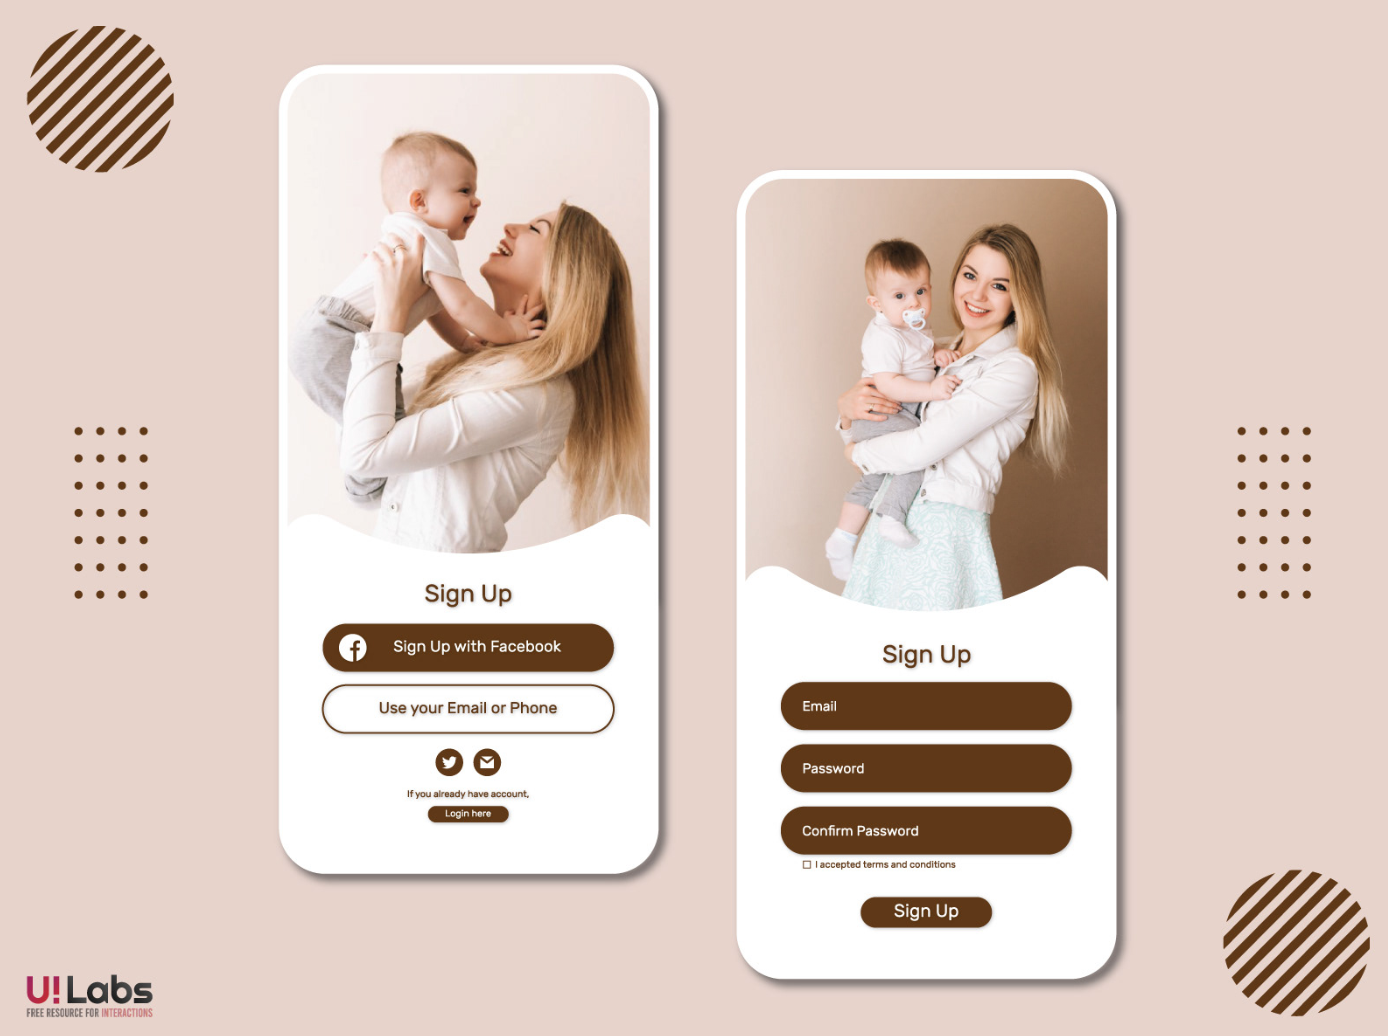 Sign Up
Sign Up with Facebook
Use your Email or Phone
If you already have account,
Login here
Sign Up
Email
Password
Confirm Password
I accepted terms and conditions
Sign Up
U!Labs
FREE RESOURCE FOR INTERACTIONS